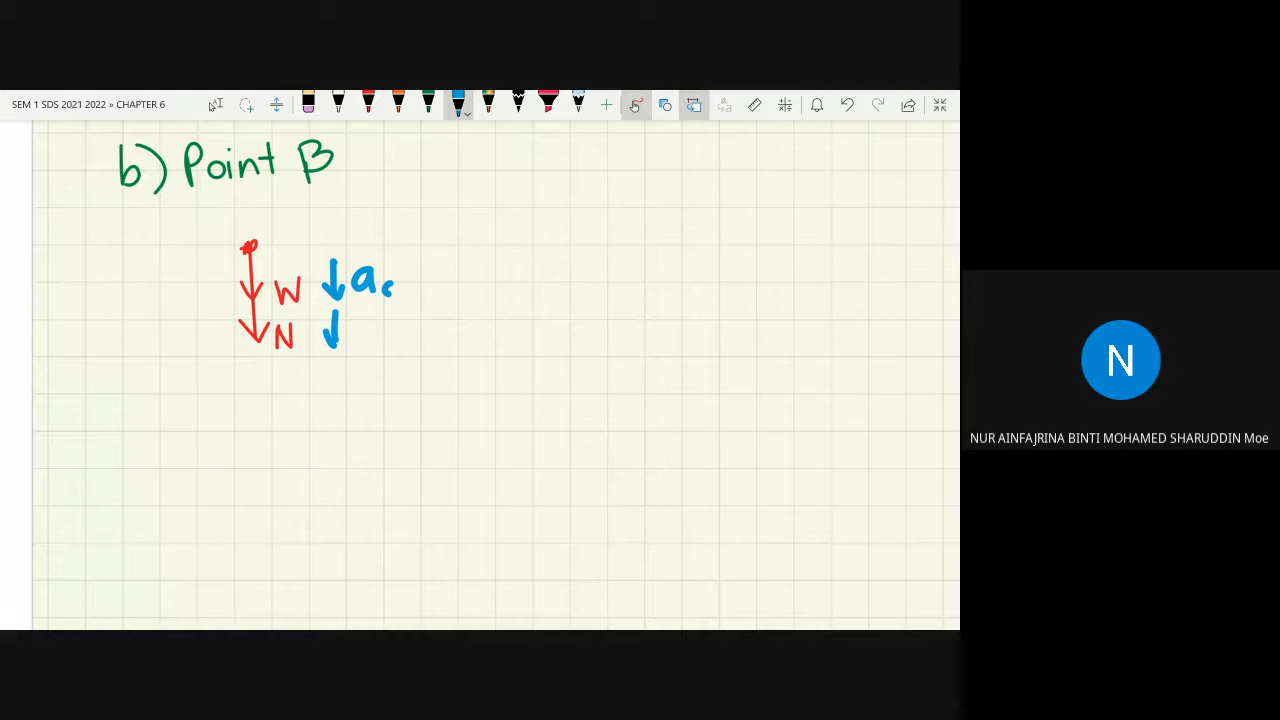 SEM 1 SDS 2021 2022 » CHAPTER 6
b) Point B
W
a c
N
N
NUR AINFAJRINA BINTI MOHAMED SHARUDDIN Moe